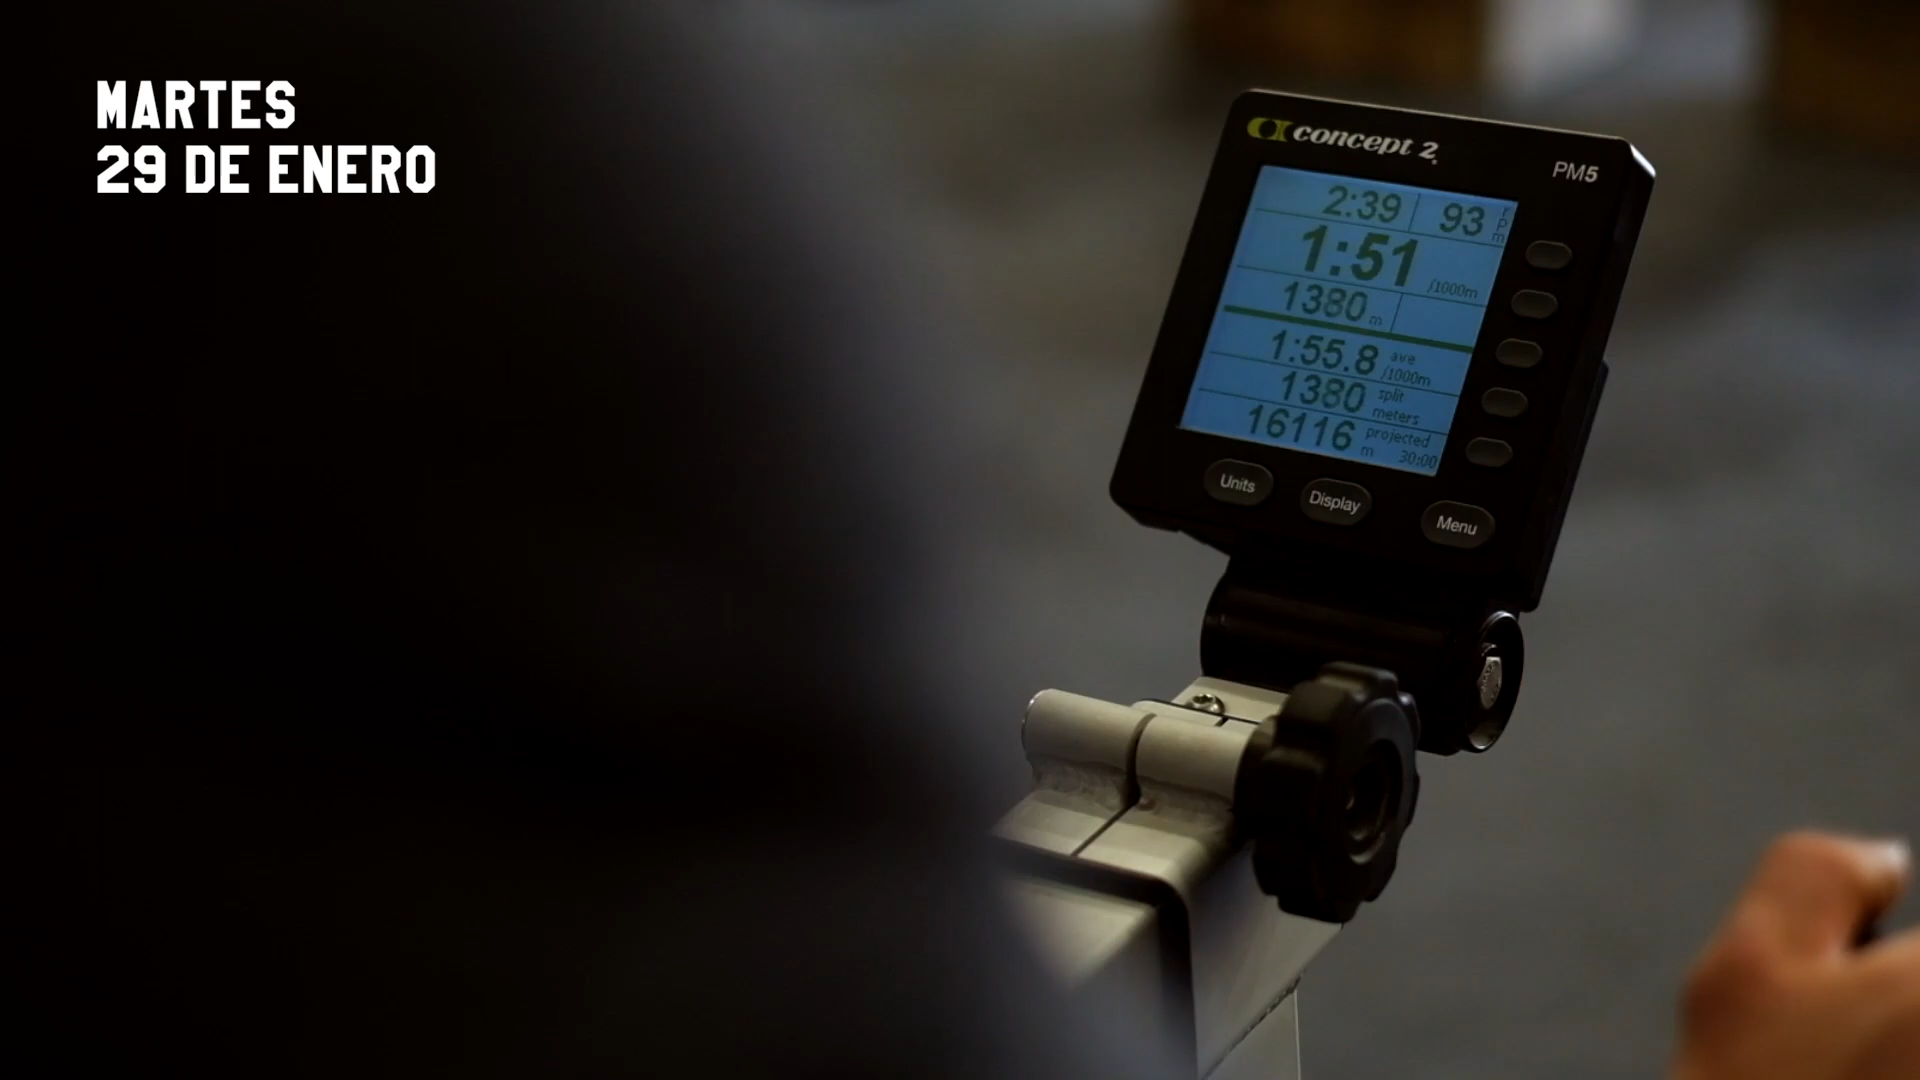 MARTES
29 DE ENERO
concept 2
PM5
2:39 93 rpm
1:51 /1000m
1380 m
1:55.8 ave /1000m
1380 split meters
16116 m projected 30:00
Units Display Menu